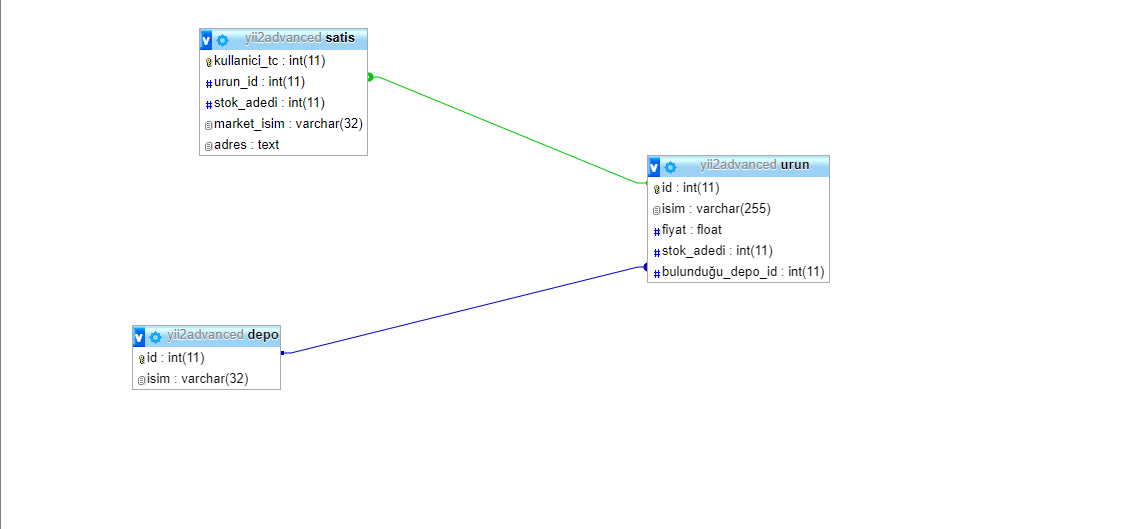 v yii2advanced satis
kullanici_tc : int(11)
# urun_id : int(11)
# stok_adedi : int(11)
market_isim : varchar(32)
adres : text
v yii2advanced urun
id : int(11)
isim : varchar(255)
# fiyat : float
# stok_adedi : int(11)
# bulunduğu_depo_id : int(11)
v yii2advanced depo
id : int(11)
isim : varchar(32)